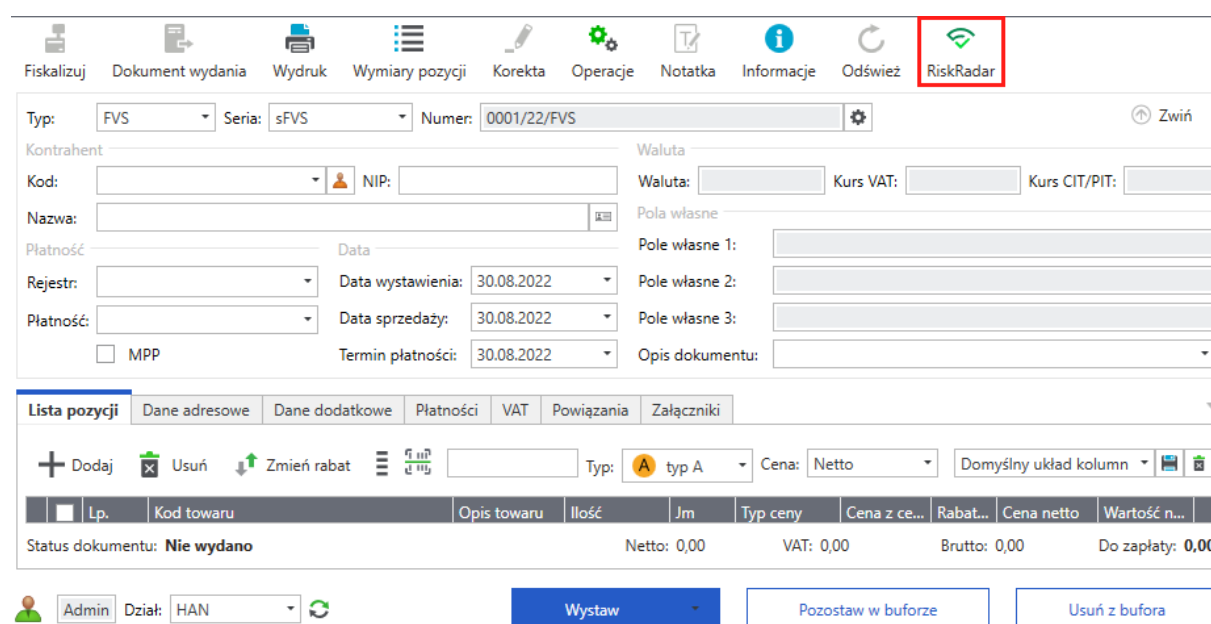 Fiskalizuj Dokument wydania Wydruk Wymiary pozycji Korekta Operacje Notatka Informacje Odśwież RiskRadar
Typ: FVS Seria: sFVS Numer: 0001/22/FVS Zwiń
Kontrahent Waluta
Kod: NIP: Waluta: Kurs VAT: Kurs CIT/PIT:
Nazwa: Pola własne
Płatność Data Pole własne 1:
Rejestr: Data wystawienia: 30.08.2022 Pole własne 2:
Płatność: Data sprzedaży: 30.08.2022 Pole własne 3:
MPP Termin płatności: 30.08.2022 Opis dokumentu:
Lista pozycji Dane adresowe Dane dodatkowe Płatności VAT Powiązania Załączniki
Dodaj Usuń Zmień rabat Typ: A typ A Cena: Netto Domyślny układ kolumn
Lp. Kod towaru Opis towaru Ilość Jm Typ ceny Cena z ce... Rabat... Cena netto Wartość n...
Status dokumentu: Nie wydano Netto: 0,00 VAT: 0,00 Brutto: 0,00 Do zapłaty: 0,00
Admin Dział: HAN Wystaw Pozostaw w buforze Usuń z bufora